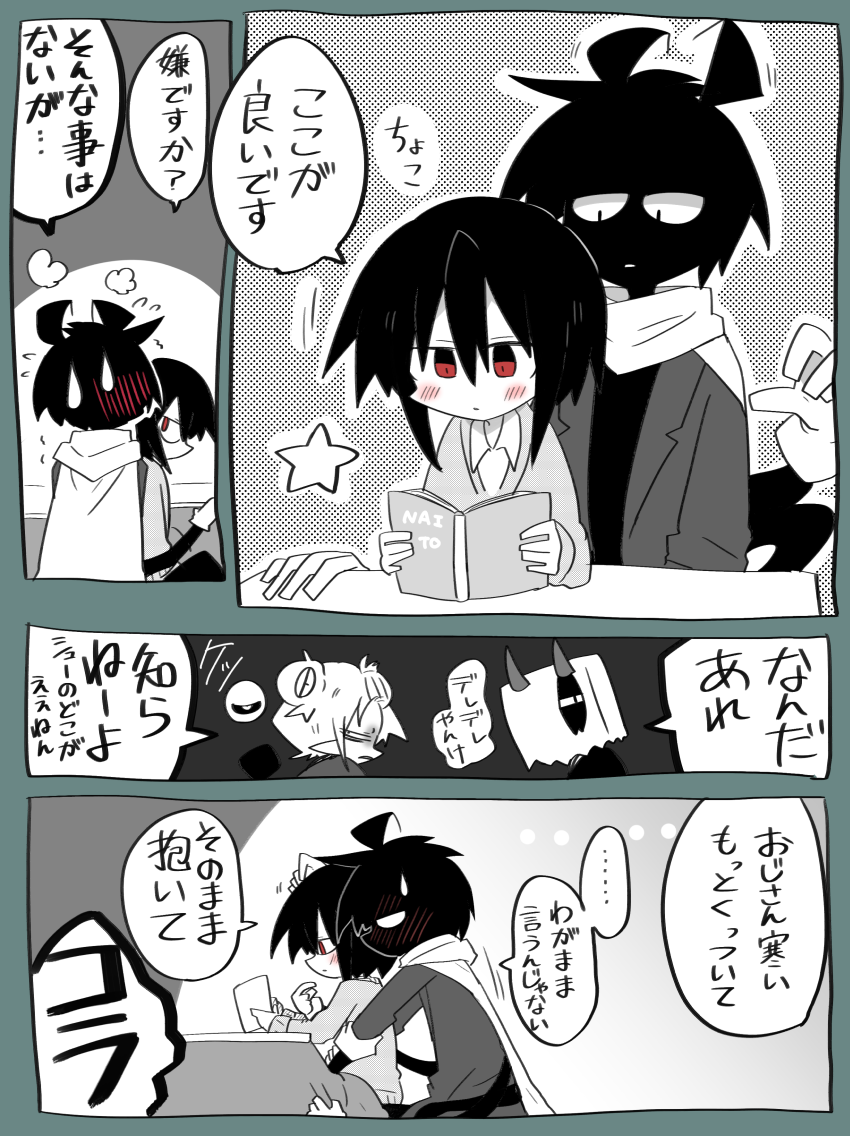 ちょこ
ここが
良いです
NAI
TO
嫌ですか？
そんな事は
ないが…
なんだ
あれ
デレデレ
やんけ
ケッ
知ら
ねーよ
シューのどこが
ええねん
おじさん寒い
もっとくっついて
……
わがまま
言うんじゃない
そのまま
抱いて
コラ